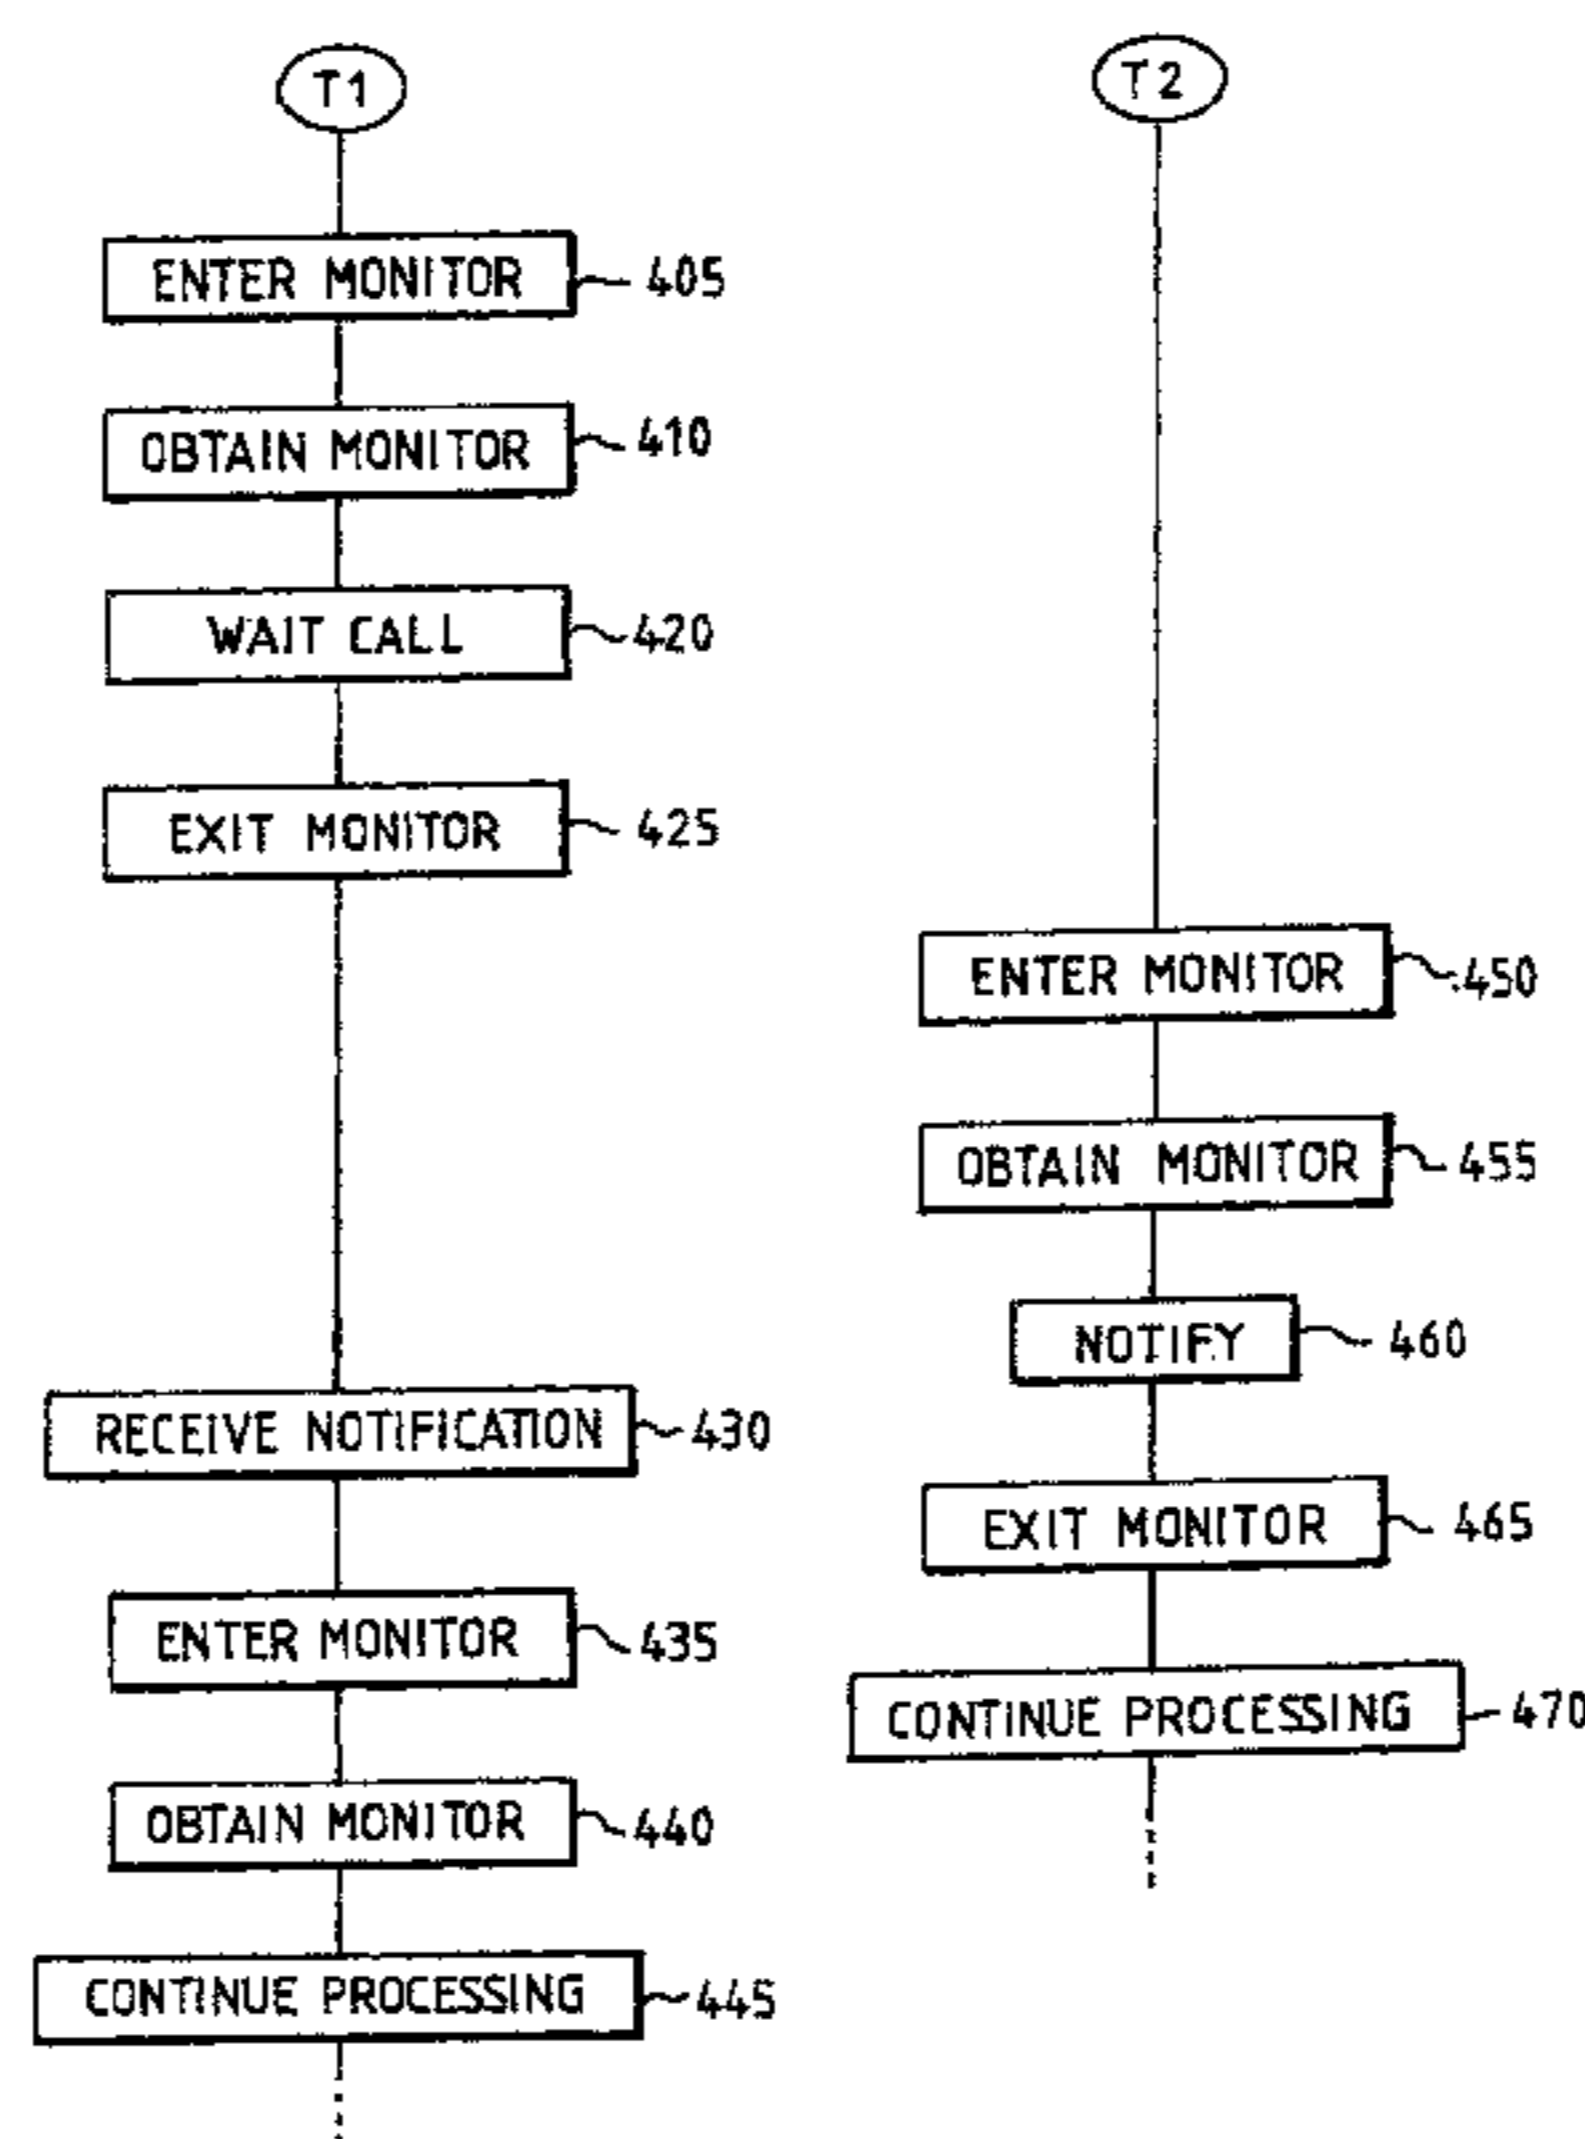 T1
ENTER MONITOR 405
OBTAIN MONITOR 410
WAIT CALL 420
EXIT MONITOR 425
RECEIVE NOTIFICATION 430
ENTER MONITOR 435
OBTAIN MONITOR 440
CONTINUE PROCESSING 445
T2
ENTER MONITOR 450
OBTAIN MONITOR 455
NOTIFY 460
EXIT MONITOR 465
CONTINUE PROCESSING 470